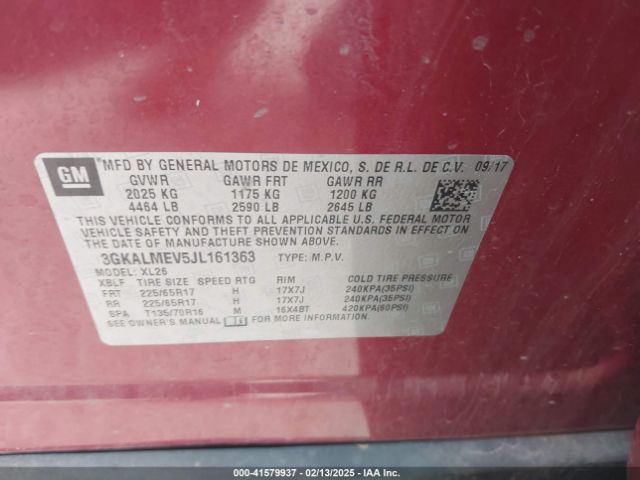 GM
*MFD BY GENERAL MOTORS DE MEXICO, S. DE R.L. DE C.V. 09/17
GVWR GAWR FRT GAWR RR
2025 KG 1175 KG 1200 KG
4464 LB 2590 LB 2645 LB
THIS VEHICLE CONFORMS TO ALL APPLICABLE U.S. FEDERAL MOTOR
VEHICLE SAFETY AND THEFT PREVENTION STANDARDS IN EFFECT ON
THE DATE OF MANUFACTURE SHOWN ABOVE.
3GKALMEV5JL161363 TYPE: M.P.V.
MODEL: XL26
XBLF TIRE SIZE SPEED RTG RIM COLD TIRE PRESSURE
FRT 225/65R17 H 17X7J 240KPA(35PSI)
RR 225/65R17 H 17X7J 240KPA(35PSI)
SPA T135/70R16 M 16X4BT 420KPA(60PSI)
SEE OWNER'S MANUAL FOR MORE INFORMATION
000-41579937 - 02/13/2025 - IAA Inc.